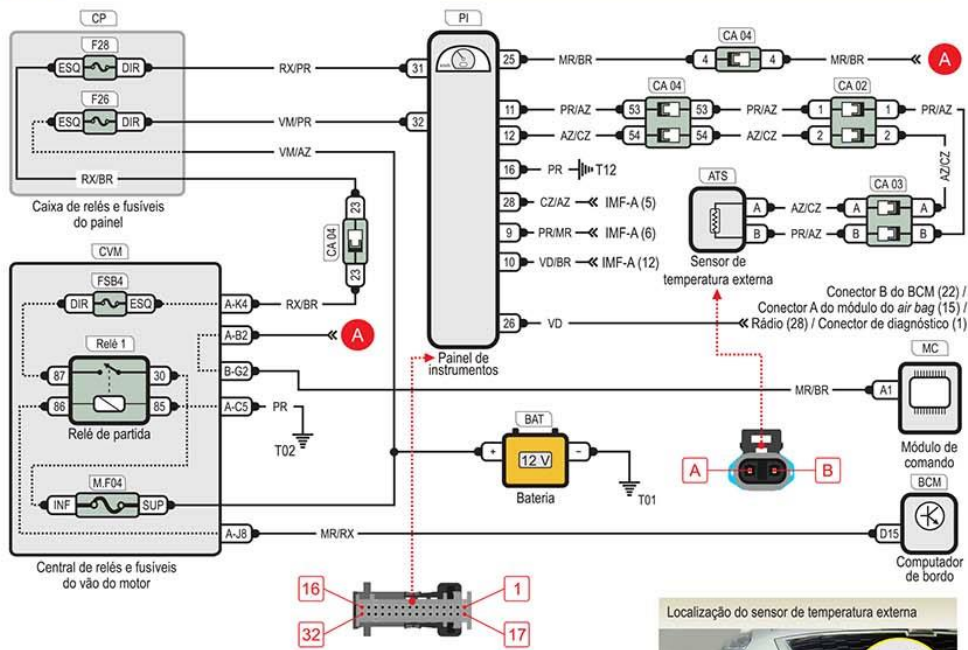 CP
F28
ESQ
DIR
RX/PR
31
F26
ESQ
DIR
VM/PR
32
VM/AZ
RX/BR
Caixa de relés e fusíveis
do painel
23
CA 04
23
PI
Painel de
instrumentos
25
MR/BR
CA 04
4
4
MR/BR
A
11
PR/AZ
CA 04
53
53
PR/AZ
CA 02
1
1
PR/AZ
12
AZ/CZ
54
54
AZ/CZ
2
2
AZ/CZ
16
PR
T12
28
CZ/AZ
IMF-A (5)
9
PR/MR
IMF-A (6)
10
VD/BR
IMF-A (12)
26
VD
ATS
A
AZ/CZ
A
CA 03
A
B
PR/AZ
B
B
Sensor de
temperatura externa
Conector B do BCM (22) /
Conector A do módulo do air bag (15) /
Rádio (28) / Conector de diagnóstico (1)
CVM
FSB4
DIR
ESQ
A-K4
RX/BR
A-B2
A
B-G2
MR/BR
A1
MC
Módulo de
comando
Relé 1
87
30
86
85
Relé de partida
A-C5
PR
T02
M.F04
INF
SUP
A-J8
MR/RX
D15
BCM
Computador
de bordo
Central de relés e fusíveis
do vão do motor
BAT
+
12 V
−
Bateria
T01
A
B
16
1
32
17
Localização do sensor de temperatura externa